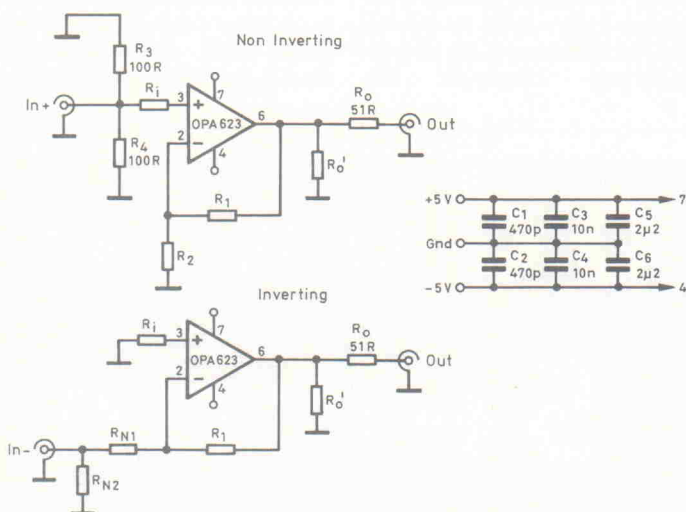 Non Inverting
R3
100R
In+
Ri
3
+
7
OPA623
6
2
−
4
R4
100R
R1
R2
Ro
51R
Out
Ro'
+5V
C1
470p
C3
10n
C5
2µ2
7
Gnd
C2
470p
C4
10n
C6
2µ2
-5V
4
Inverting
Ri
3
+
7
OPA623
6
2
−
4
Ro
51R
Out
Ro'
In-
RN1
R1
RN2